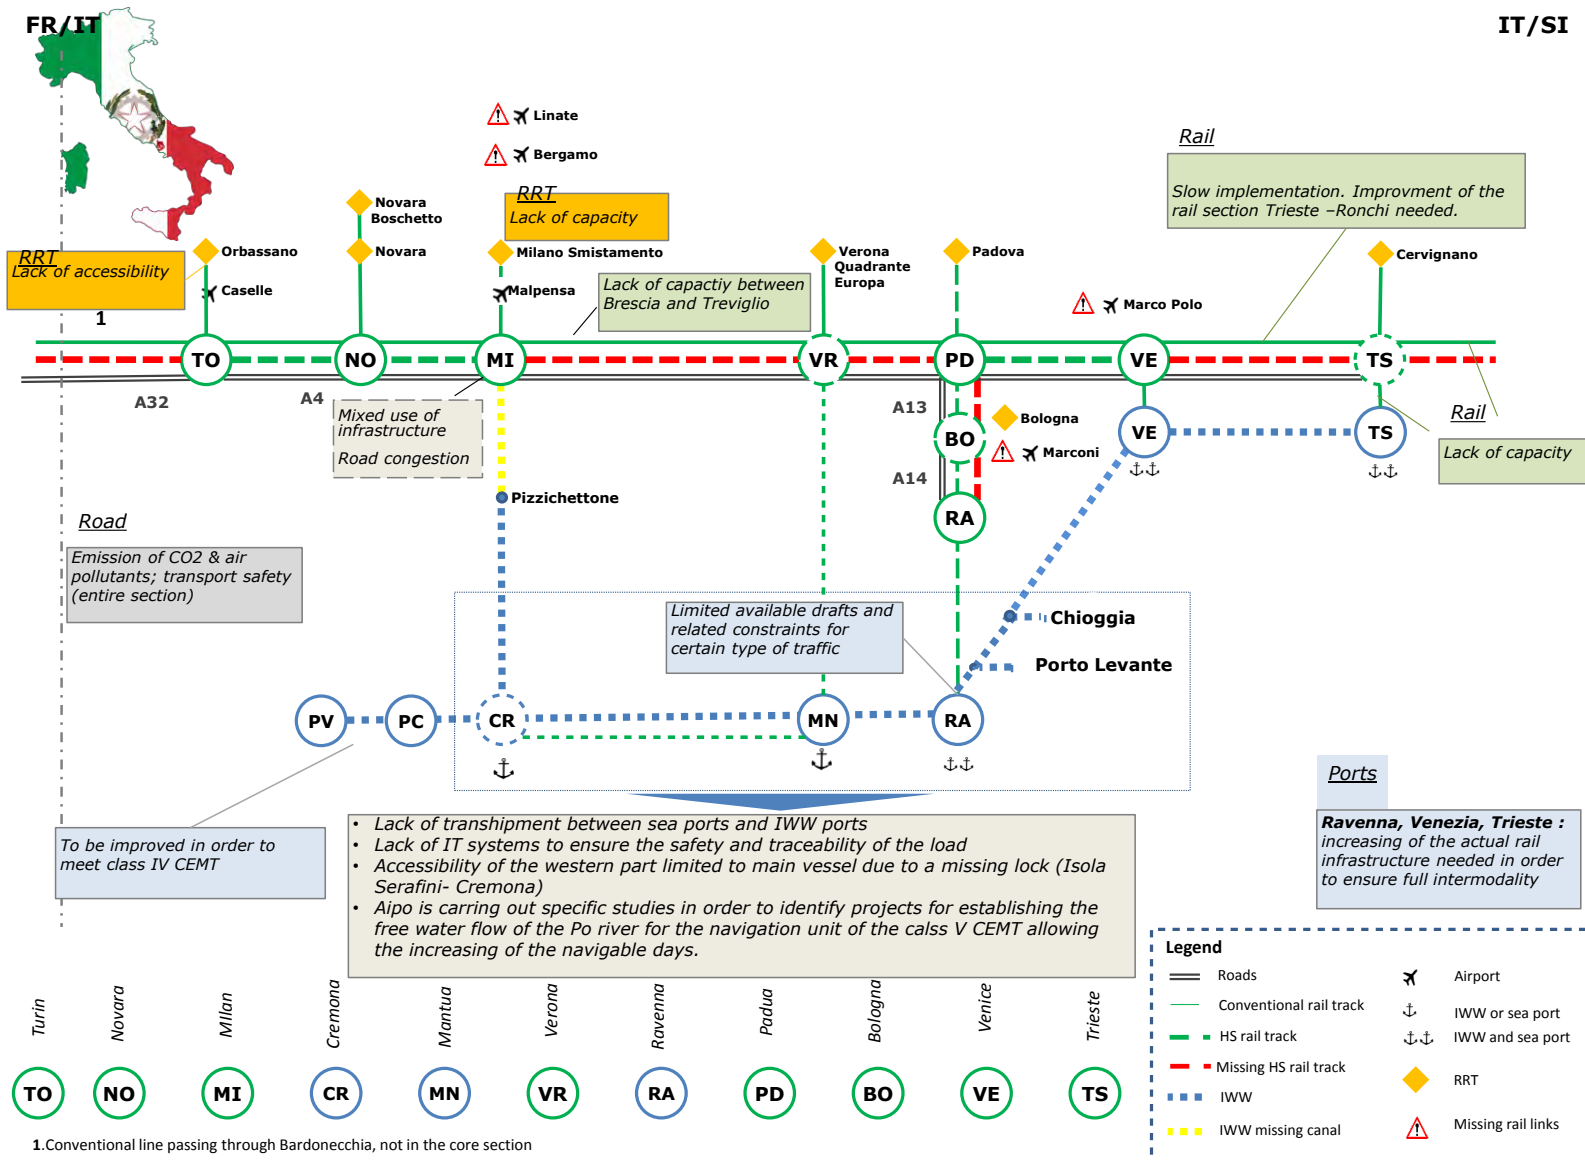 FR/IT
IT/SI
Linate
Bergamo
Rail
Slow implementation. Improvment of the
rail section Trieste –Ronchi needed.
RRT
Lack of capacity
Novara
Boschetto
Novara
Orbassano
RRT
Lack of accessibility
Caselle
1
Milano Smistamento
Malpensa
Lack of capactiy between
Brescia and Treviglio
Verona
Quadrante
Europa
Padova
Marco Polo
Cervignano
TO
NO
MI
VR
PD
VE
TS
A32
A4
Mixed use of
infrastructure
Road congestion
A13
BO
Bologna
Marconi
A14
RA
VE
TS
Rail
Lack of capacity
Pizzichettone
Road
Emission of CO2 & air
pollutants; transport safety
(entire section)
Limited available drafts and
related constraints for
certain type of traffic
Chioggia
Porto Levante
PV
PC
CR
MN
RA
To be improved in order to
meet class IV CEMT
• Lack of transhipment between sea ports and IWW ports
• Lack of IT systems to ensure the safety and traceability of the load
• Accessibility of the western part limited to main vessel due to a missing lock (Isola
Serafini- Cremona)
• Aipo is carrying out specific studies in order to identify projects for establishing the
free water flow of the Po river for the navigation unit of the calss V CEMT allowing
the increasing of the navigable days.
Ports
Ravenna, Venezia, Trieste :
increasing of the actual rail
infrastructure needed in order
to ensure full intermodality
Legend
Roads
Conventional rail track
HS rail track
Missing HS rail track
IWW
IWW missing canal
Airport
IWW or sea port
IWW and sea port
RRT
Missing rail links
Turin
Novara
MIlan
Cremona
Mantua
Verona
Ravenna
Padua
Bologna
Venice
Trieste
TO
NO
MI
CR
MN
VR
RA
PD
BO
VE
TS
1.Conventional line passing through Bardonecchia, not in the core section